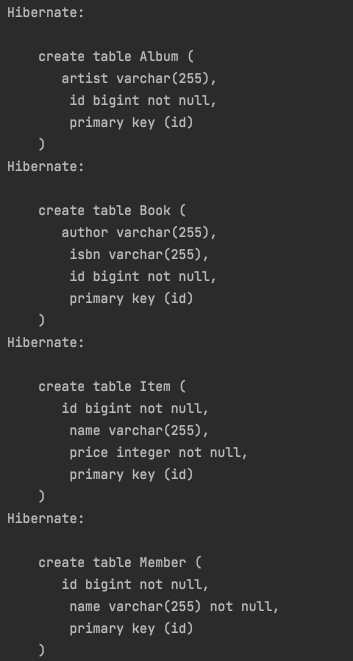 Hibernate:

    create table Album (
       artist varchar(255),
        id bigint not null,
        primary key (id)
    )
Hibernate:

    create table Book (
       author varchar(255),
        isbn varchar(255),
        id bigint not null,
        primary key (id)
    )
Hibernate:

    create table Item (
       id bigint not null,
        name varchar(255),
        price integer not null,
        primary key (id)
    )
Hibernate:

    create table Member (
       id bigint not null,
        name varchar(255) not null,
        primary key (id)
    )